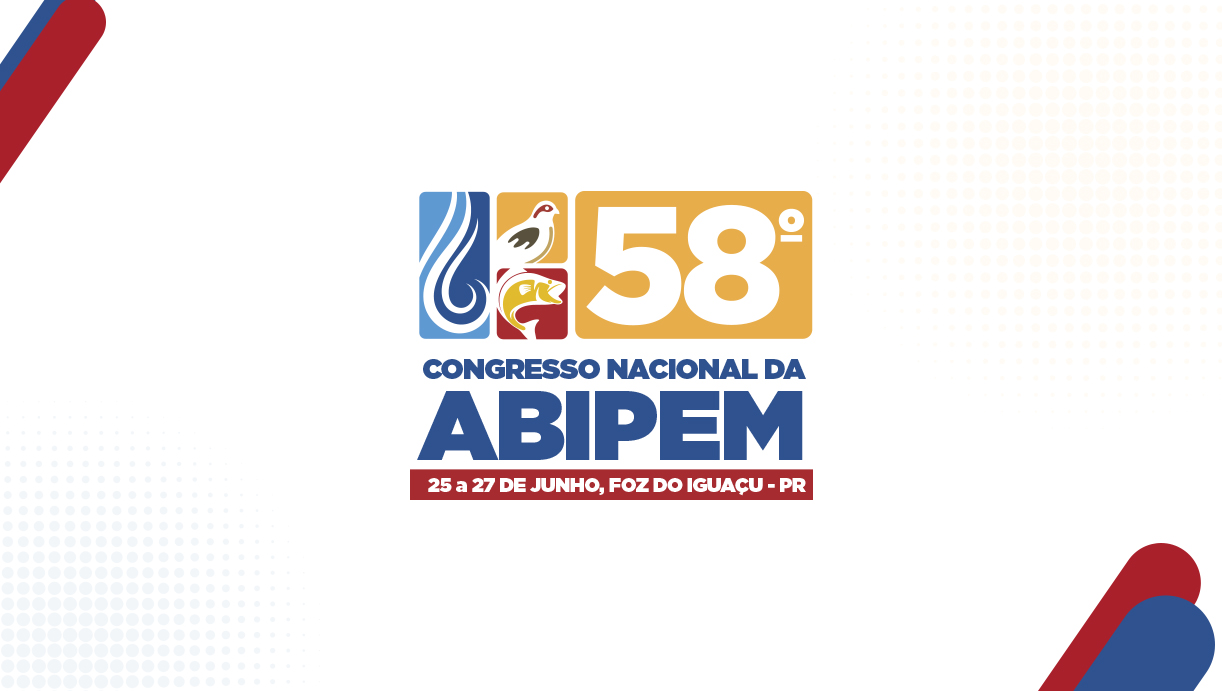 58º
CONGRESSO NACIONAL DA
ABIPEM
25 a 27 DE JUNHO, FOZ DO IGUAÇU - PR